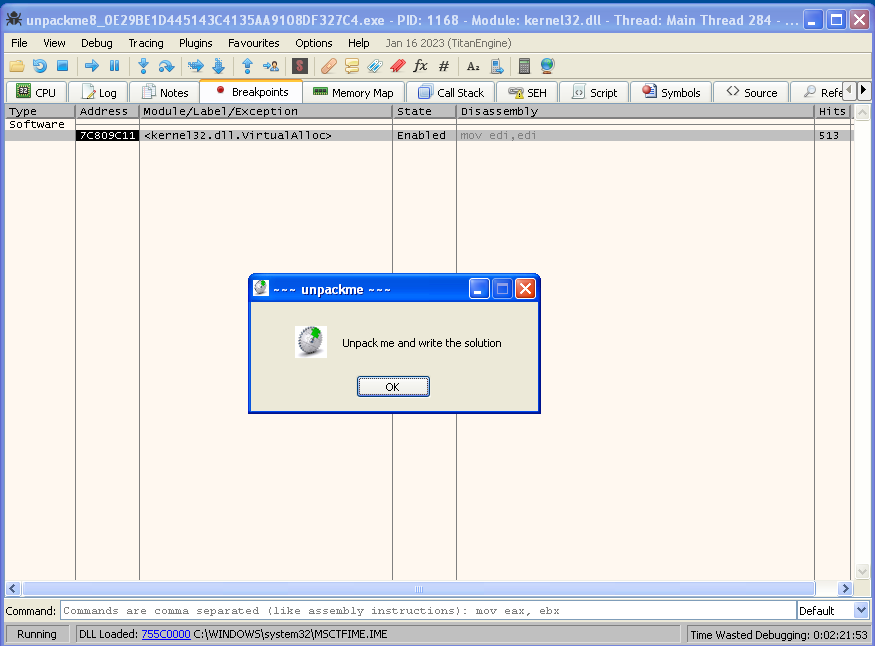 unpackme8_0E29BE1D445143C4135AA9108DF327C4.exe - PID: 1168 - Module: kernel32.dll - Thread: Main Thread 284 - ...
File View Debug Tracing Plugins Favourites Options Help Jan 16 2023 (TitanEngine)
CPU Log Notes Breakpoints Memory Map Call Stack SEH Script Symbols Source Refe
Type Address Module/Label/Exception State Disassembly Hits
Software
7C809C11 <kernel32.dll.VirtualAlloc> Enabled mov edi,edi 513
~~~ unpackme ~~~
Unpack me and write the solution
OK
Command: Commands are comma separated (like assembly instructions): mov eax, ebx Default
Running DLL Loaded: 755C0000 C:\WINDOWS\system32\MSCTFIME.IME Time Wasted Debugging: 0:02:21:53